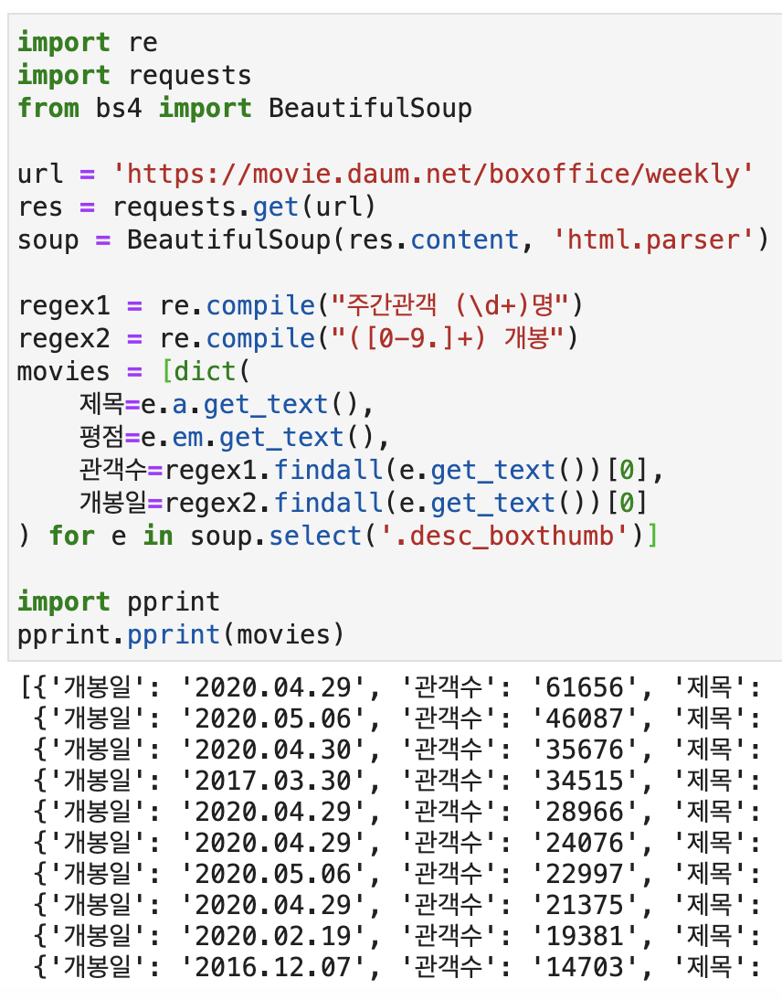 import re
import requests
from bs4 import BeautifulSoup
url = 'https://movie.daum.net/boxoffice/weekly'
res = requests.get(url)
soup = BeautifulSoup(res.content, 'html.parser')
regex1 = re.compile("주간관객 (\d+)명")
regex2 = re.compile("([0-9.]+) 개봉")
movies = [dict(
    제목=e.a.get_text(),
    평점=e.em.get_text(),
    관객수=regex1.findall(e.get_text())[0],
    개봉일=regex2.findall(e.get_text())[0]
) for e in soup.select('.desc_boxthumb')]
import pprint
pprint.pprint(movies)
[{'개봉일': '2020.04.29', '관객수': '61656', '제목':
 {'개봉일': '2020.05.06', '관객수': '46087', '제목':
 {'개봉일': '2020.04.30', '관객수': '35676', '제목':
 {'개봉일': '2017.03.30', '관객수': '34515', '제목':
 {'개봉일': '2020.04.29', '관객수': '28966', '제목':
 {'개봉일': '2020.04.29', '관객수': '24076', '제목':
 {'개봉일': '2020.05.06', '관객수': '22997', '제목':
 {'개봉일': '2020.04.29', '관객수': '21375', '제목':
 {'개봉일': '2020.02.19', '관객수': '19381', '제목':
 {'개봉일': '2016.12.07', '관객수': '14703', '제목':